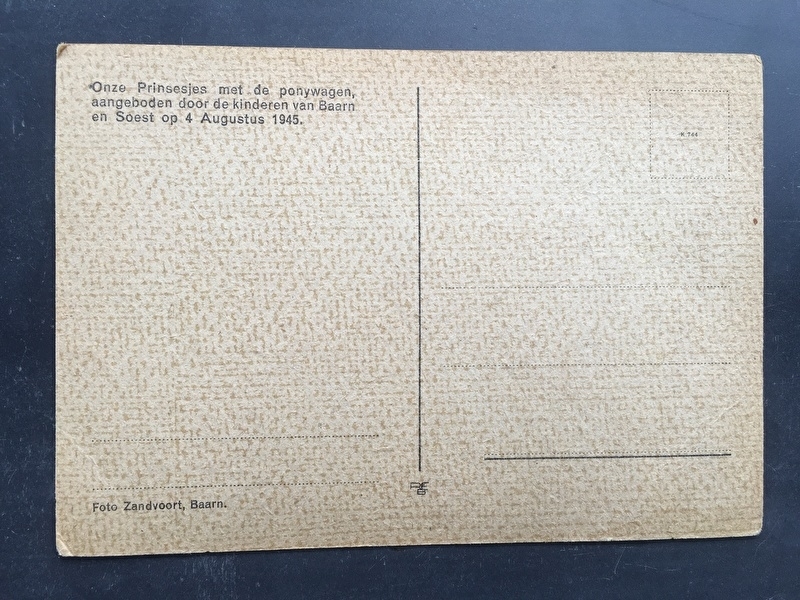 Onze Prinsesjes met de ponywagen,
aangeboden door de kinderen van Baarn
en Soest op 4 Augustus 1945.
K 744
Foto Zandvoort, Baarn.